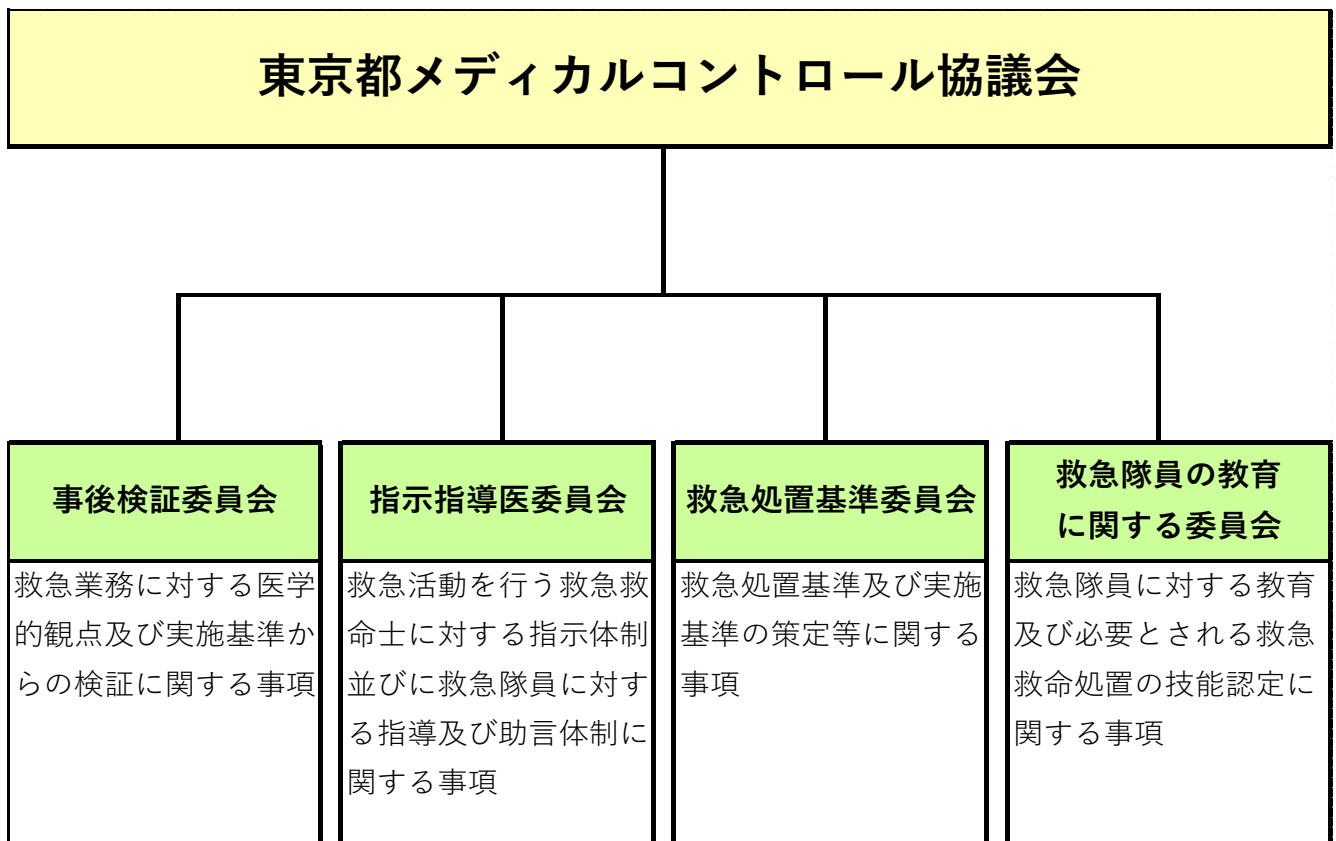 東京都メディカルコントロール協議会
事後検証委員会
救急業務に対する医学
的観点及び実施基準か
らの検証に関する事項
指示指導医委員会
救急活動を行う救急救
命士に対する指示体制
並びに救急隊員に対す
る指導及び助言体制に
関する事項
救急処置基準委員会
救急処置基準及び実施
基準の策定等に関する
事項
救急隊員の教育
に関する委員会
救急隊員に対する教育
及び必要とされる救急
救命処置の技能認定に
関する事項